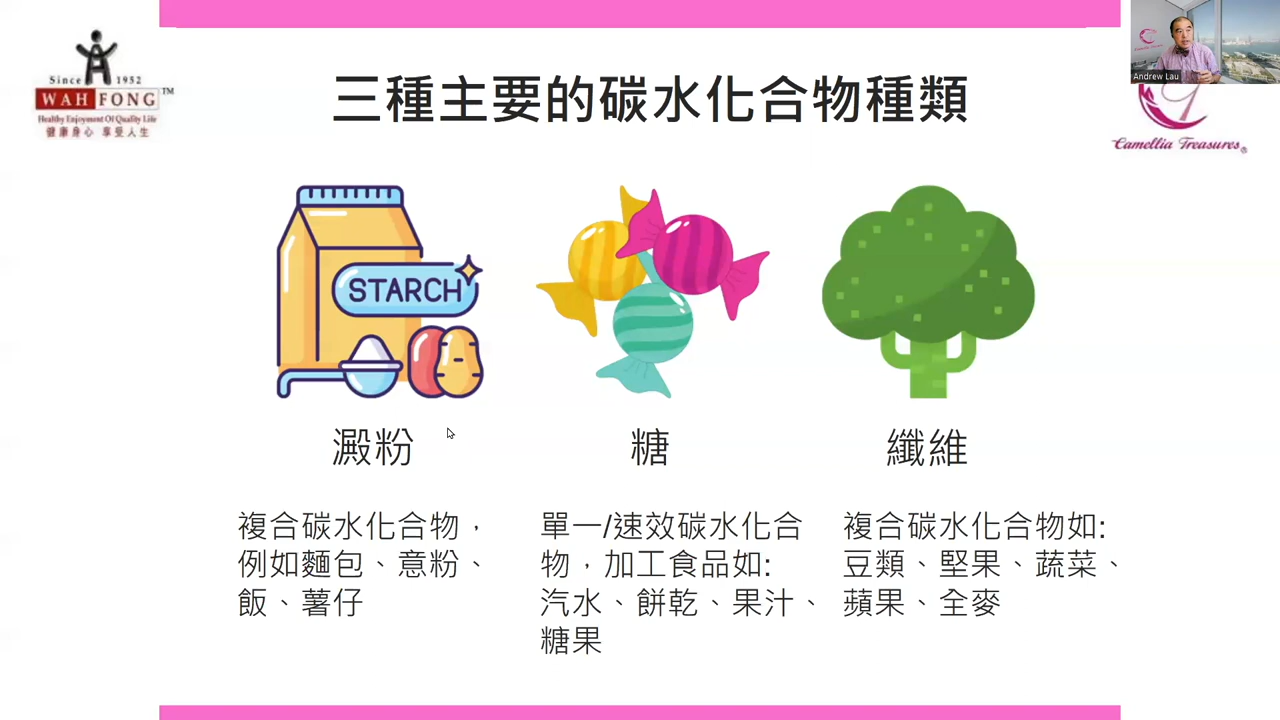 Since 1952
WAH FONG TM
Healthy Enjoyment Of Quality Life
健康身心 享受人生
三種主要的碳水化合物種類
Andrew Lau
Camellia Treasures®
STARCH
澱粉
複合碳水化合物，
例如麵包、意粉、
飯、薯仔
糖
單一/速效碳水化合
物，加工食品如:
汽水、餅乾、果汁、
糖果
纖維
複合碳水化合物如:
豆類、堅果、蔬菜、
蘋果、全麥